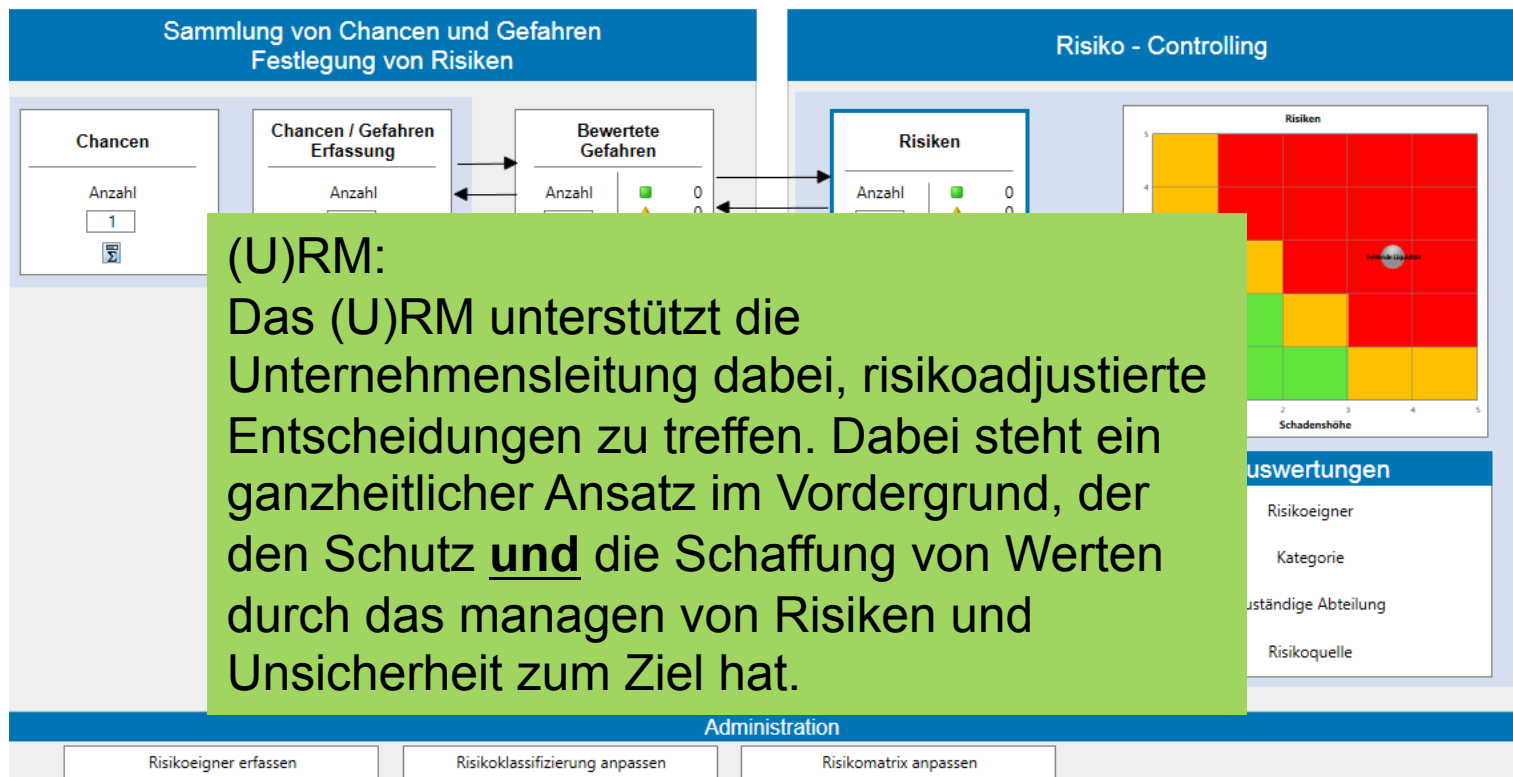 Sammlung von Chancen und Gefahren
Festlegung von Risiken
Risiko - Controlling
Chancen
Anzahl
1
Chancen / Gefahren
Erfassung
Anzahl
Bewertete
Gefahren
Anzahl
0
0
Risiken
Anzahl
0
0
Risiken
5
4
Fehlende Liquidität
2 3 4 5
Schadenshöhe
(U)RM:
Das (U)RM unterstützt die
Unternehmensleitung dabei, risikoadjustierte
Entscheidungen zu treffen. Dabei steht ein
ganzheitlicher Ansatz im Vordergrund, der
den Schutz und die Schaffung von Werten
durch das managen von Risiken und
Unsicherheit zum Ziel hat.
uswertungen
Risikoeigner
Kategorie
uständige Abteilung
Risikoquelle
Administration
Risikoeigner erfassen
Risikoklassifizierung anpassen
Risikomatrix anpassen